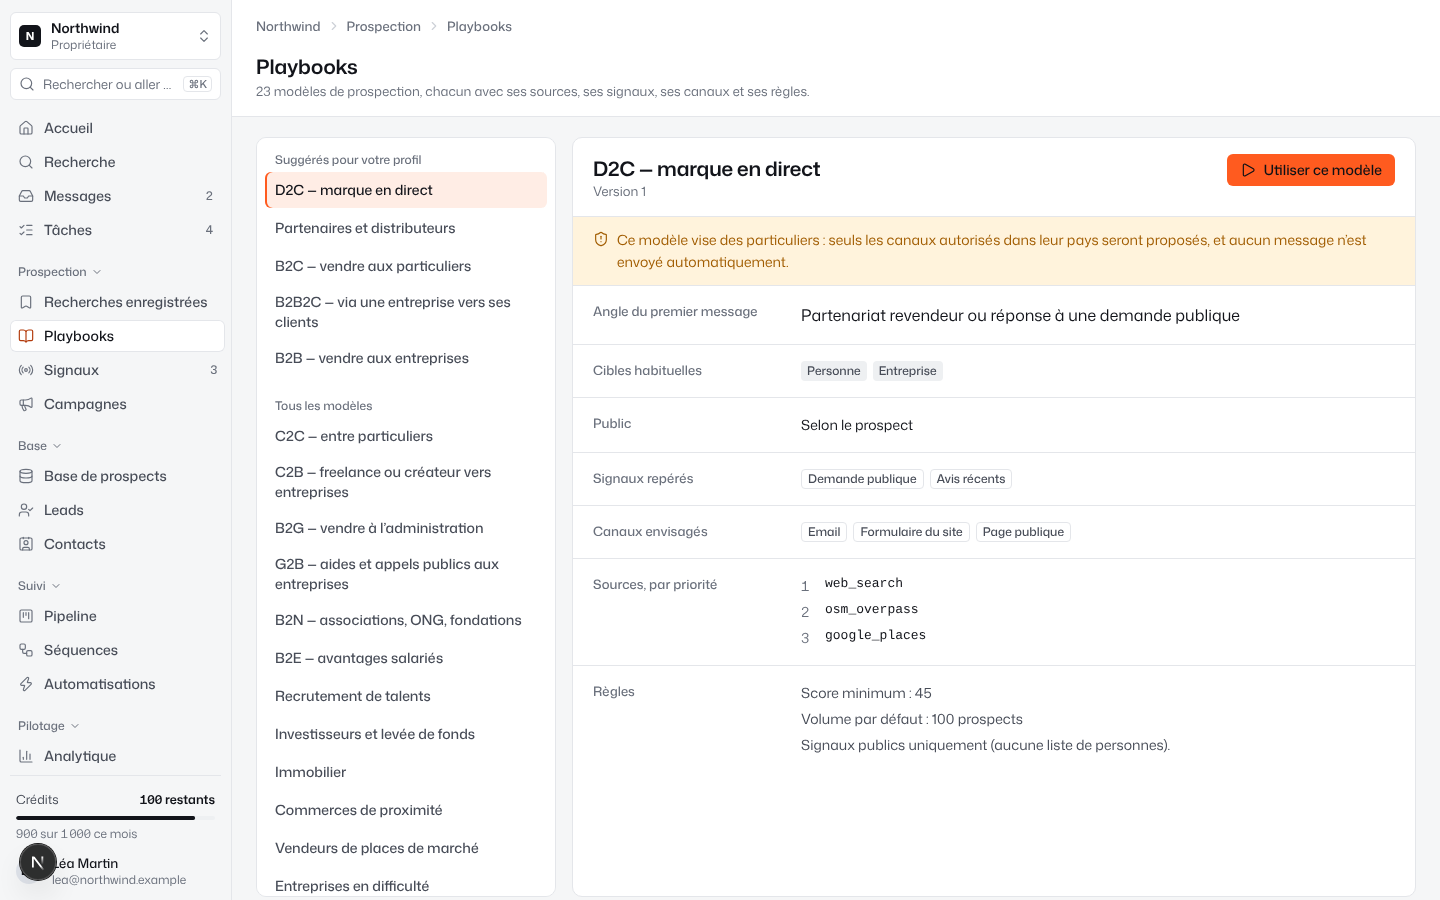 N
Northwind
Propriétaire
Rechercher ou aller ...
⌘K
Accueil
Recherche
Messages 2
Tâches 4
Prospection
Recherches enregistrées
Playbooks
Signaux 3
Campagnes
Base
Base de prospects
Leads
Contacts
Suivi
Pipeline
Séquences
Automatisations
Pilotage
Analytique
Crédits 100 restants
900 sur 1 000 ce mois
N
Léa Martin
lea@northwind.example
Northwind > Prospection > Playbooks
Playbooks
23 modèles de prospection, chacun avec ses sources, ses signaux, ses canaux et ses règles.
Suggérés pour votre profil
D2C – marque en direct
Partenaires et distributeurs
B2C – vendre aux particuliers
B2B2C – via une entreprise vers ses
clients
B2B – vendre aux entreprises
Tous les modèles
C2C – entre particuliers
C2B – freelance ou créateur vers
entreprises
B2G – vendre à l’administration
G2B – aides et appels publics aux
entreprises
B2N – associations, ONG, fondations
B2E – avantages salariés
Recrutement de talents
Investisseurs et levée de fonds
Immobilier
Commerces de proximité
Vendeurs de places de marché
Entreprises en difficulté
D2C – marque en direct
Version 1
Utiliser ce modèle
Ce modèle vise des particuliers : seuls les canaux autorisés dans leur pays seront proposés, et aucun message n’est
envoyé automatiquement.
Angle du premier message
Partenariat revendeur ou réponse à une demande publique
Cibles habituelles
Personne Entreprise
Public
Selon le prospect
Signaux repérés
Demande publique Avis récents
Canaux envisagés
Email Formulaire du site Page publique
Sources, par priorité
1 web_search
2 osm_overpass
3 google_places
Règles
Score minimum : 45
Volume par défaut : 100 prospects
Signaux publics uniquement (aucune liste de personnes).